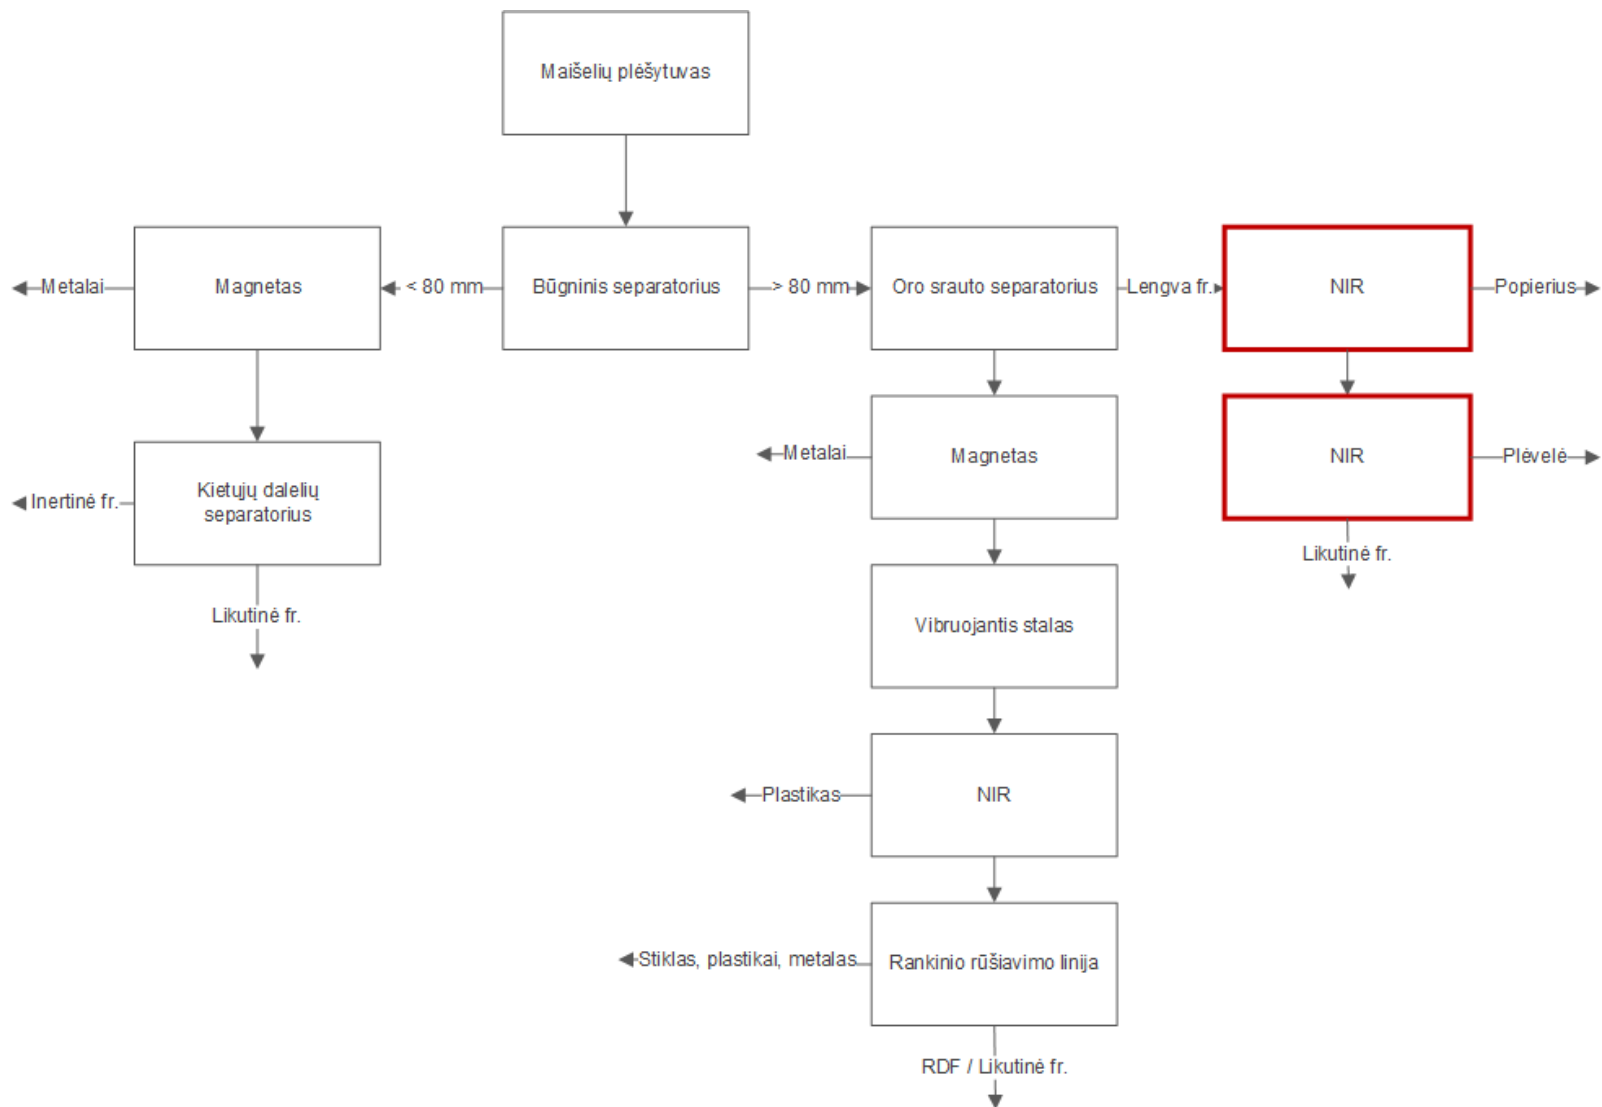 Maišelių plėšytuvas
Metalai
Magnetas
< 80 mm
Būgninis separatorius
> 80 mm
Oro srauto separatorius
Lengva fr.
NIR
Popierius
Metalai
Magnetas
NIR
Plėvelė
Inertinė fr.
Kietųjų dalelių
separatorius
Likutinė fr.
Likutinė fr.
Vibruojantis stalas
Plastikas
NIR
Stiklas, plastikai, metalas
Rankinio rūšiavimo linija
RDF / Likutinė fr.